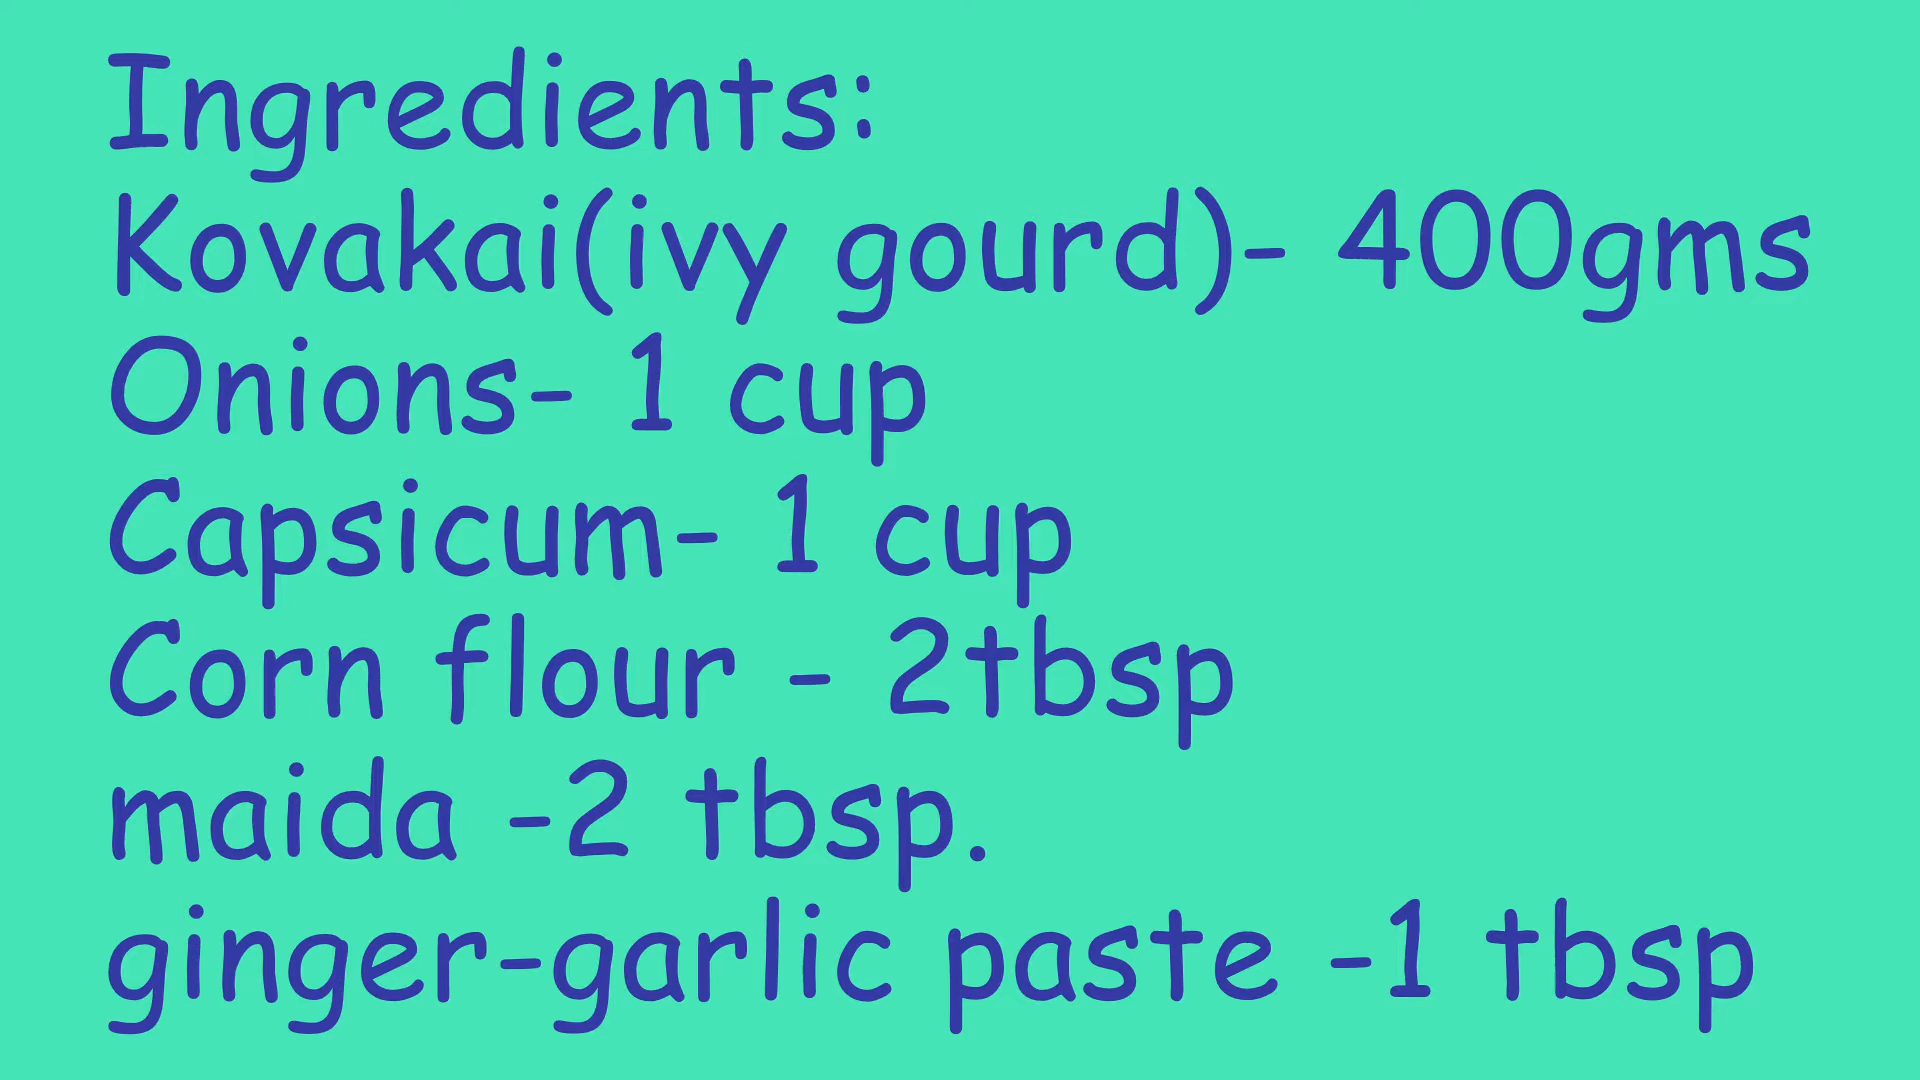 Ingredients:
Kovakai(ivy gourd)- 400gms
Onions- 1 cup
Capsicum- 1 cup
Corn flour - 2tbsp
maida -2 tbsp.
ginger-garlic paste -1 tbsp